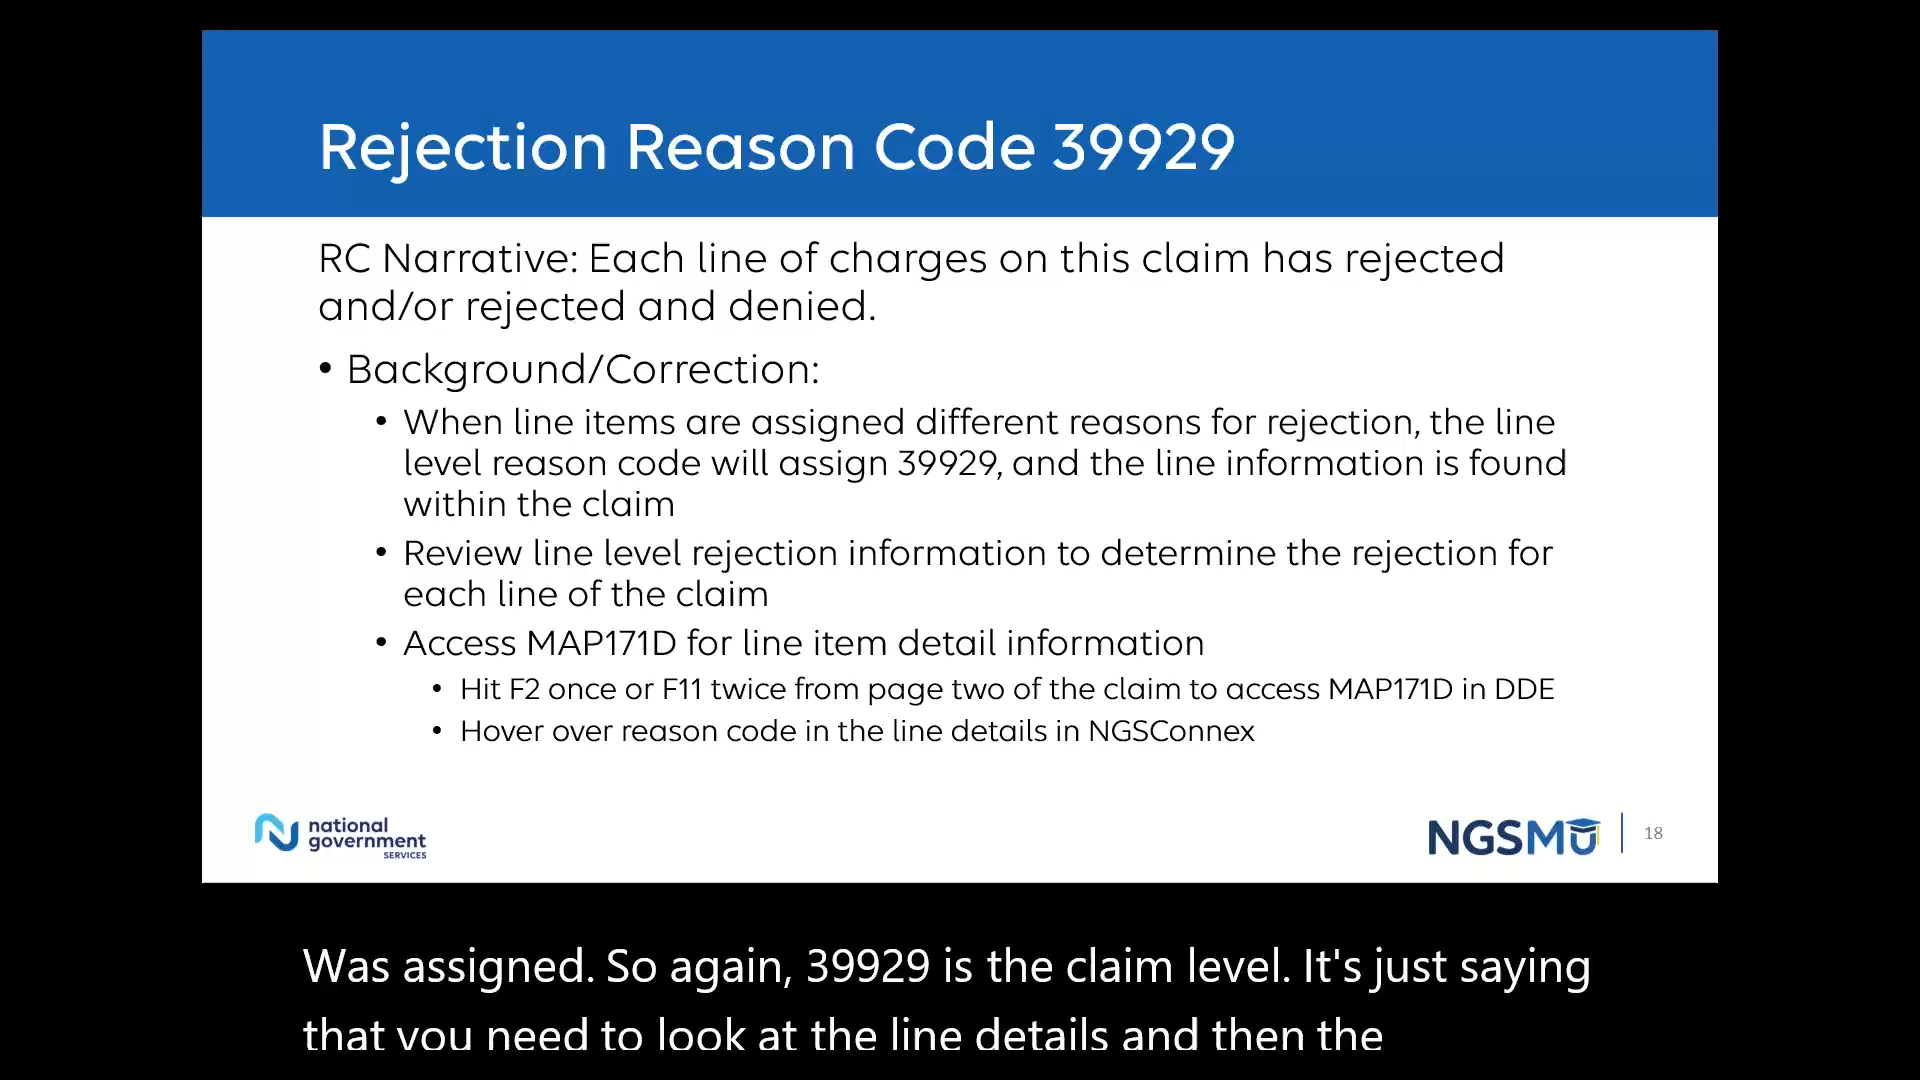 Rejection Reason Code 39929
RC Narrative: Each line of charges on this claim has rejected
and/or rejected and denied.
• Background/Correction:
• When line items are assigned different reasons for rejection, the line
level reason code will assign 39929, and the line information is found
within the claim
• Review line level rejection information to determine the rejection for
each line of the claim
• Access MAP171D for line item detail information
• Hit F2 once or F11 twice from page two of the claim to access MAP171D in DDE
• Hover over reason code in the line details in NGSConnex
national
government
SERVICES
NGSMU
18
Was assigned. So again, 39929 is the claim level. It's just saying
that you need to look at the line details and then the